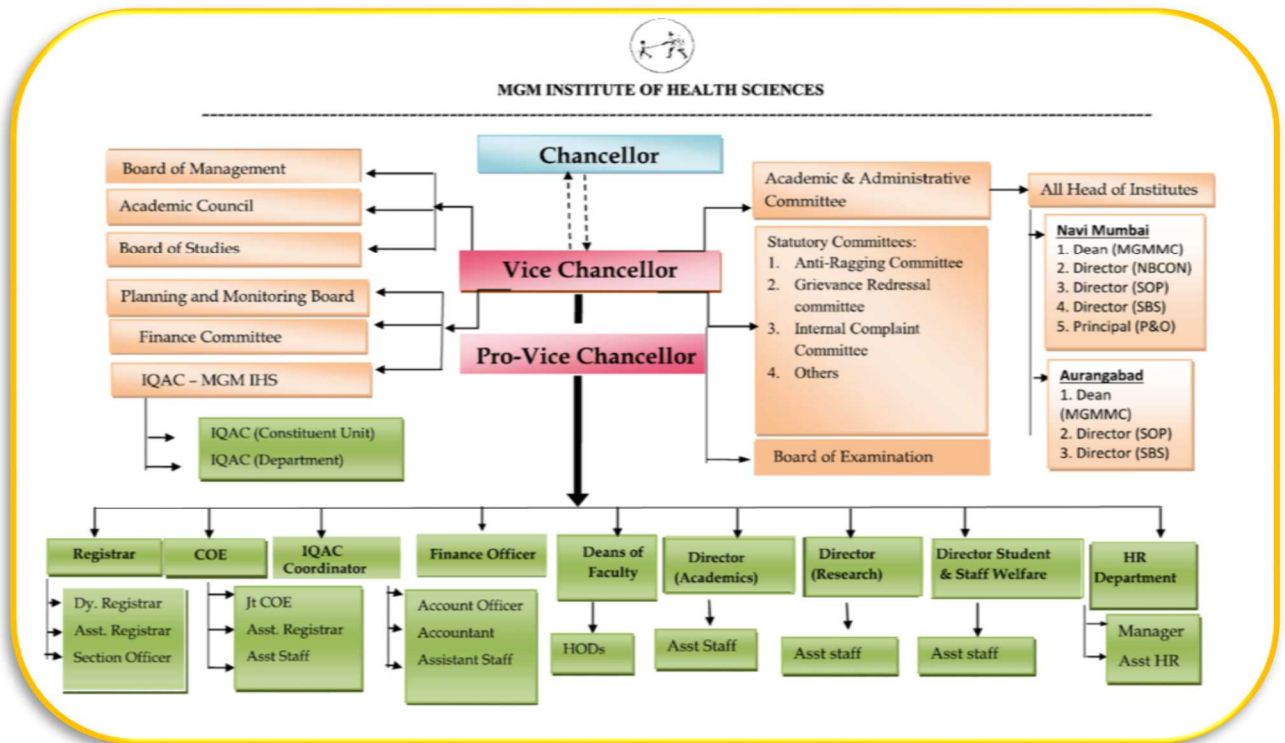 MGM INSTITUTE OF HEALTH SCIENCES
Chancellor
Board of Management
Academic Council
Board of Studies
Vice Chancellor
Planning and Monitoring Board
Finance Committee
IQAC – MGM IHS
Pro-Vice Chancellor
IQAC (Constituent Unit)
IQAC (Department)
Academic & Administrative
Committee
All Head of Institutes
Statutory Committees:
1. Anti-Ragging Committee
2. Grievance Redressal
committee
3. Internal Complaint
Committee
4. Others
Board of Examination
Navi Mumbai
1. Dean (MGMMC)
2. Director (NBCON)
3. Director (SOP)
4. Director (SBS)
5. Principal (P&O)
Aurangabad
1. Dean
(MGMMC)
2. Director (SOP)
3. Director (SBS)
Registrar
Dy. Registrar
Asst. Registrar
Section Officer
COE
Jt COE
Asst. Registrar
Asst Staff
IQAC
Coordinator
Finance Officer
Account Officer
Accountant
Assistant Staff
Deans of
Faculty
HODs
Director
(Academics)
Asst Staff
Director
(Research)
Asst staff
Director Student
& Staff Welfare
Asst staff
HR
Department
Manager
Asst HR